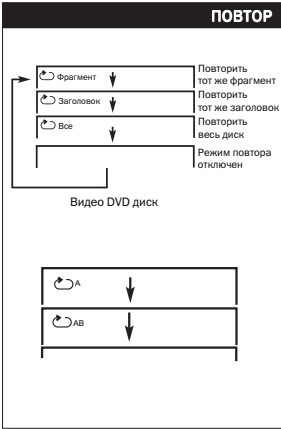 ПОВТОР
Фрагмент
Повторить
тот же фрагмент
Заголовок
Повторить
тот же заголовок
Все
Повторить
весь диск
Режим повтора
отключен
Видео DVD диск
A
AB